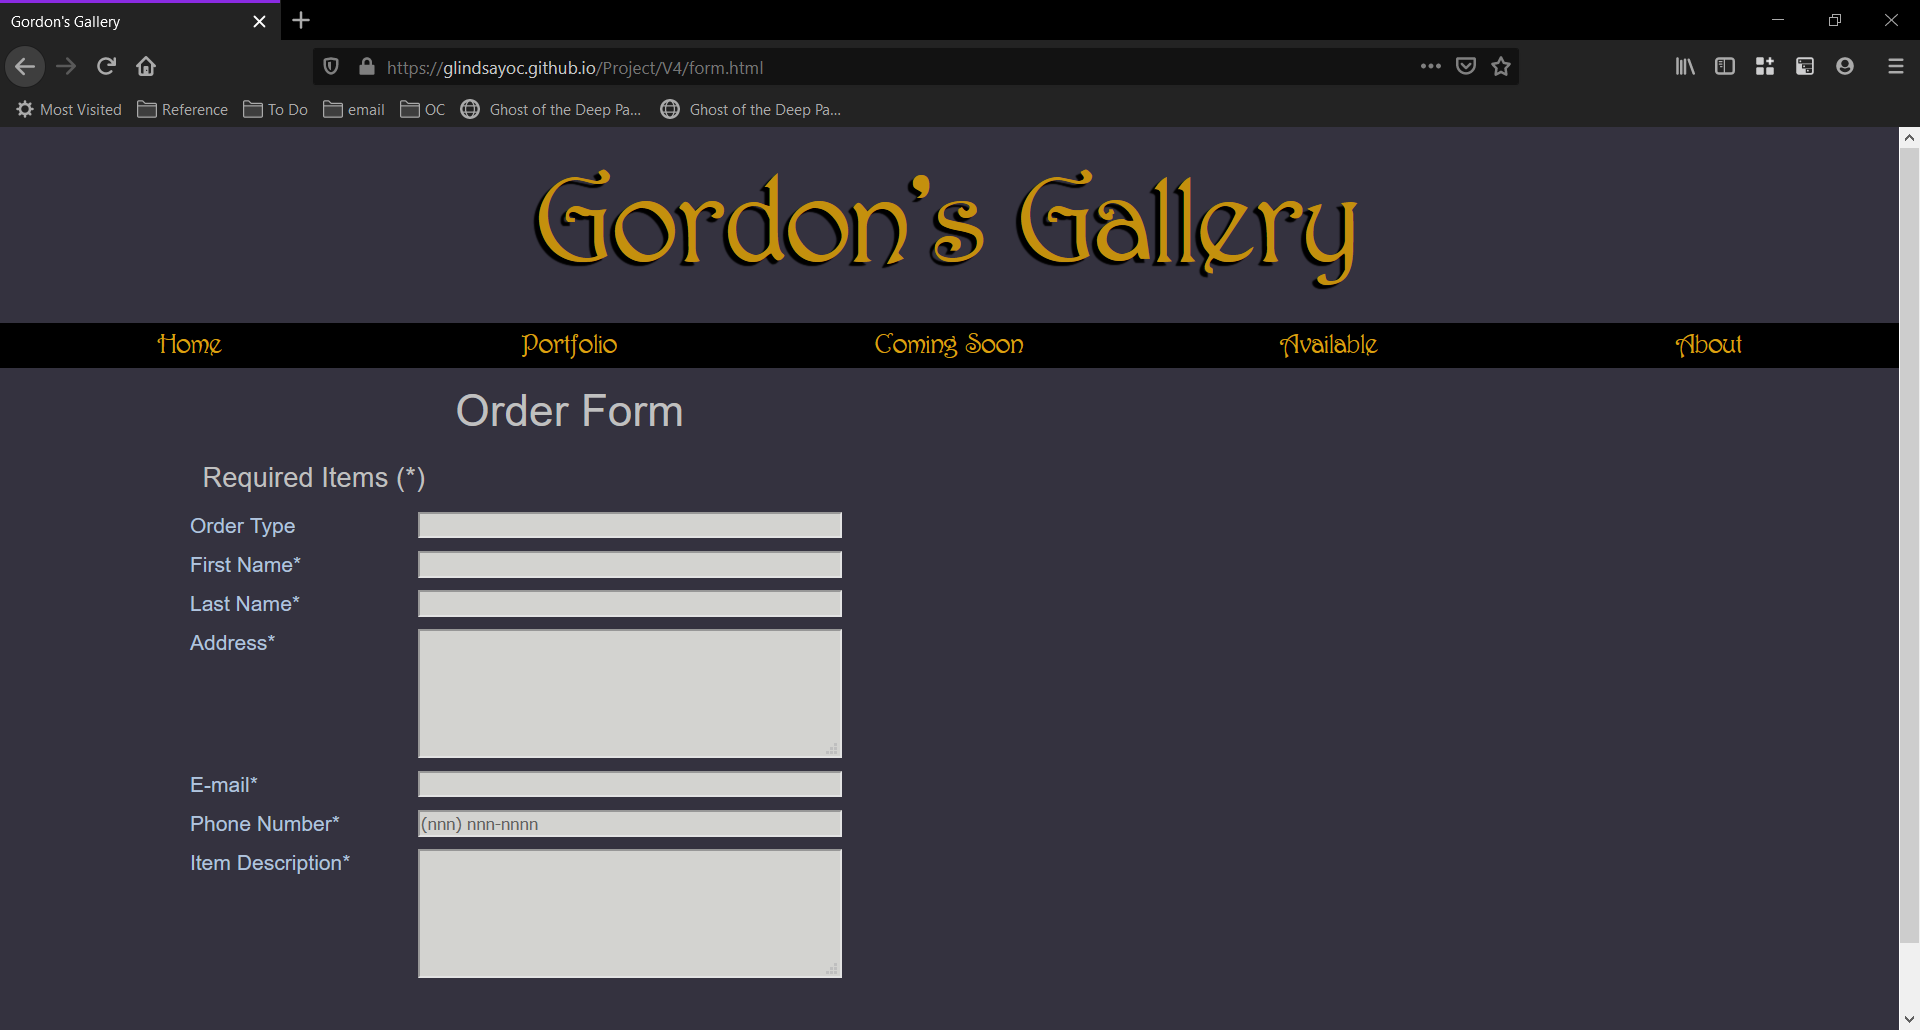 Gordon's Gallery
https://glindsayoc.github.io/Project/V4/form.html
Most Visited Reference To Do email OC Ghost of the Deep Pa... Ghost of the Deep Pa...
Gordon's Gallery
Home Portfolio Coming Soon Available About
Order Form
Required Items (*)
Order Type
First Name*
Last Name*
Address*
E-mail*
Phone Number* (nnn) nnn-nnnn
Item Description*